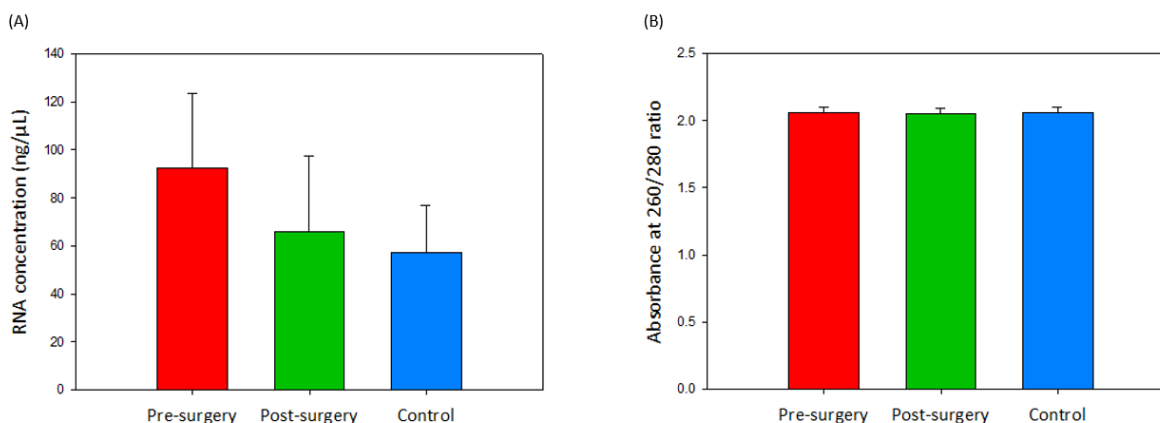 (A)
RNA concentration (ng/µL)
140
120
100
80
60
40
20
0
Pre-surgery Post-surgery Control
(B)
Absorbance at 260/280 ratio
2.5
2.0
1.5
1.0
0.5
0.0
Pre-surgery Post-surgery Control